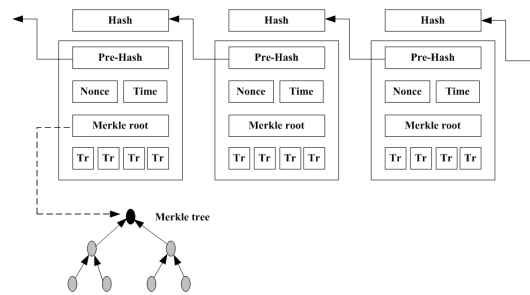 Hash Hash Hash
Pre-Hash Pre-Hash Pre-Hash
Nonce Time Nonce Time Nonce Time
Merkle root Merkle root Merkle root
Tr Tr Tr Tr Tr Tr Tr Tr Tr Tr Tr Tr
Merkle tree